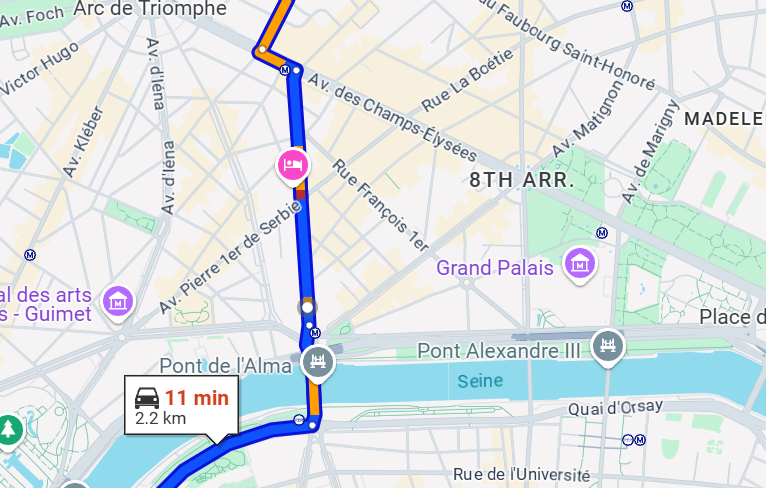 Av. Foch
Arc de Triomphe
du Faubourg Saint-Honoré
Victor Hugo
Av. d'Iéna
Rue La Boétie
Av. des Champs-Élysées
Av. Matignon
Av. de Marigny
MADELE
Av. Kléber
Av. d'Iéna
Rue François 1er
8TH ARR.
Av. Pierre 1er de Serbie
Grand Palais
al des arts
s - Guimet
Place d
Pont de l'Alma
Pont Alexandre III
Seine
11 min
2.2 km
Quai d'Orsay
Rue de l'Université